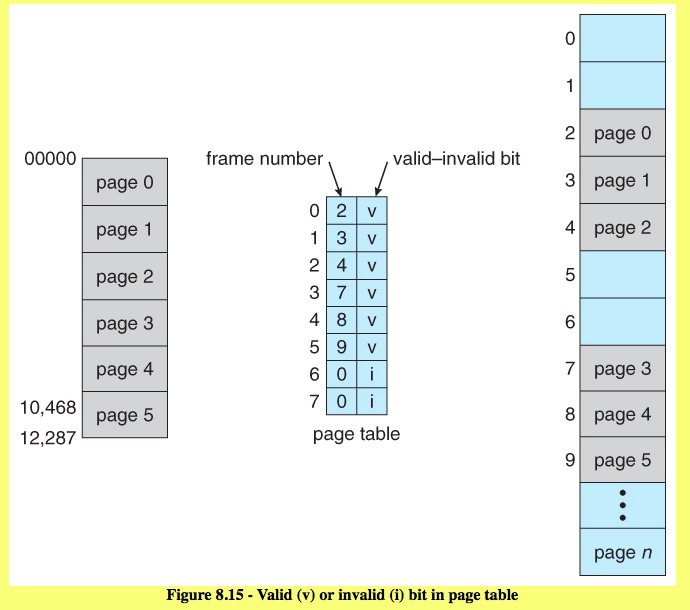 00000
page 0
page 1
page 2
page 3
page 4
10,468
page 5
12,287
frame number
valid–invalid bit
0 2 v
1 3 v
2 4 v
3 7 v
4 8 v
5 9 v
6 0 i
7 0 i
page table
0
1
2 page 0
3 page 1
4 page 2
5
6
7 page 3
8 page 4
9 page 5
page n
Figure 8.15 - Valid (v) or invalid (i) bit in page table